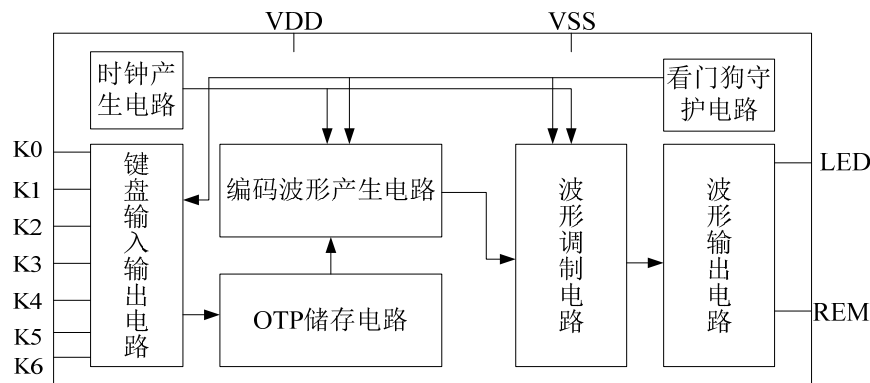 VDD
VSS
时钟产
生电路
看门狗守
护电路
K0
K1
K2
K3
K4
K5
K6
键盘输入输出电路
编码波形产生电路
OTP储存电路
波形调制电路
波形输出电路
LED
REM